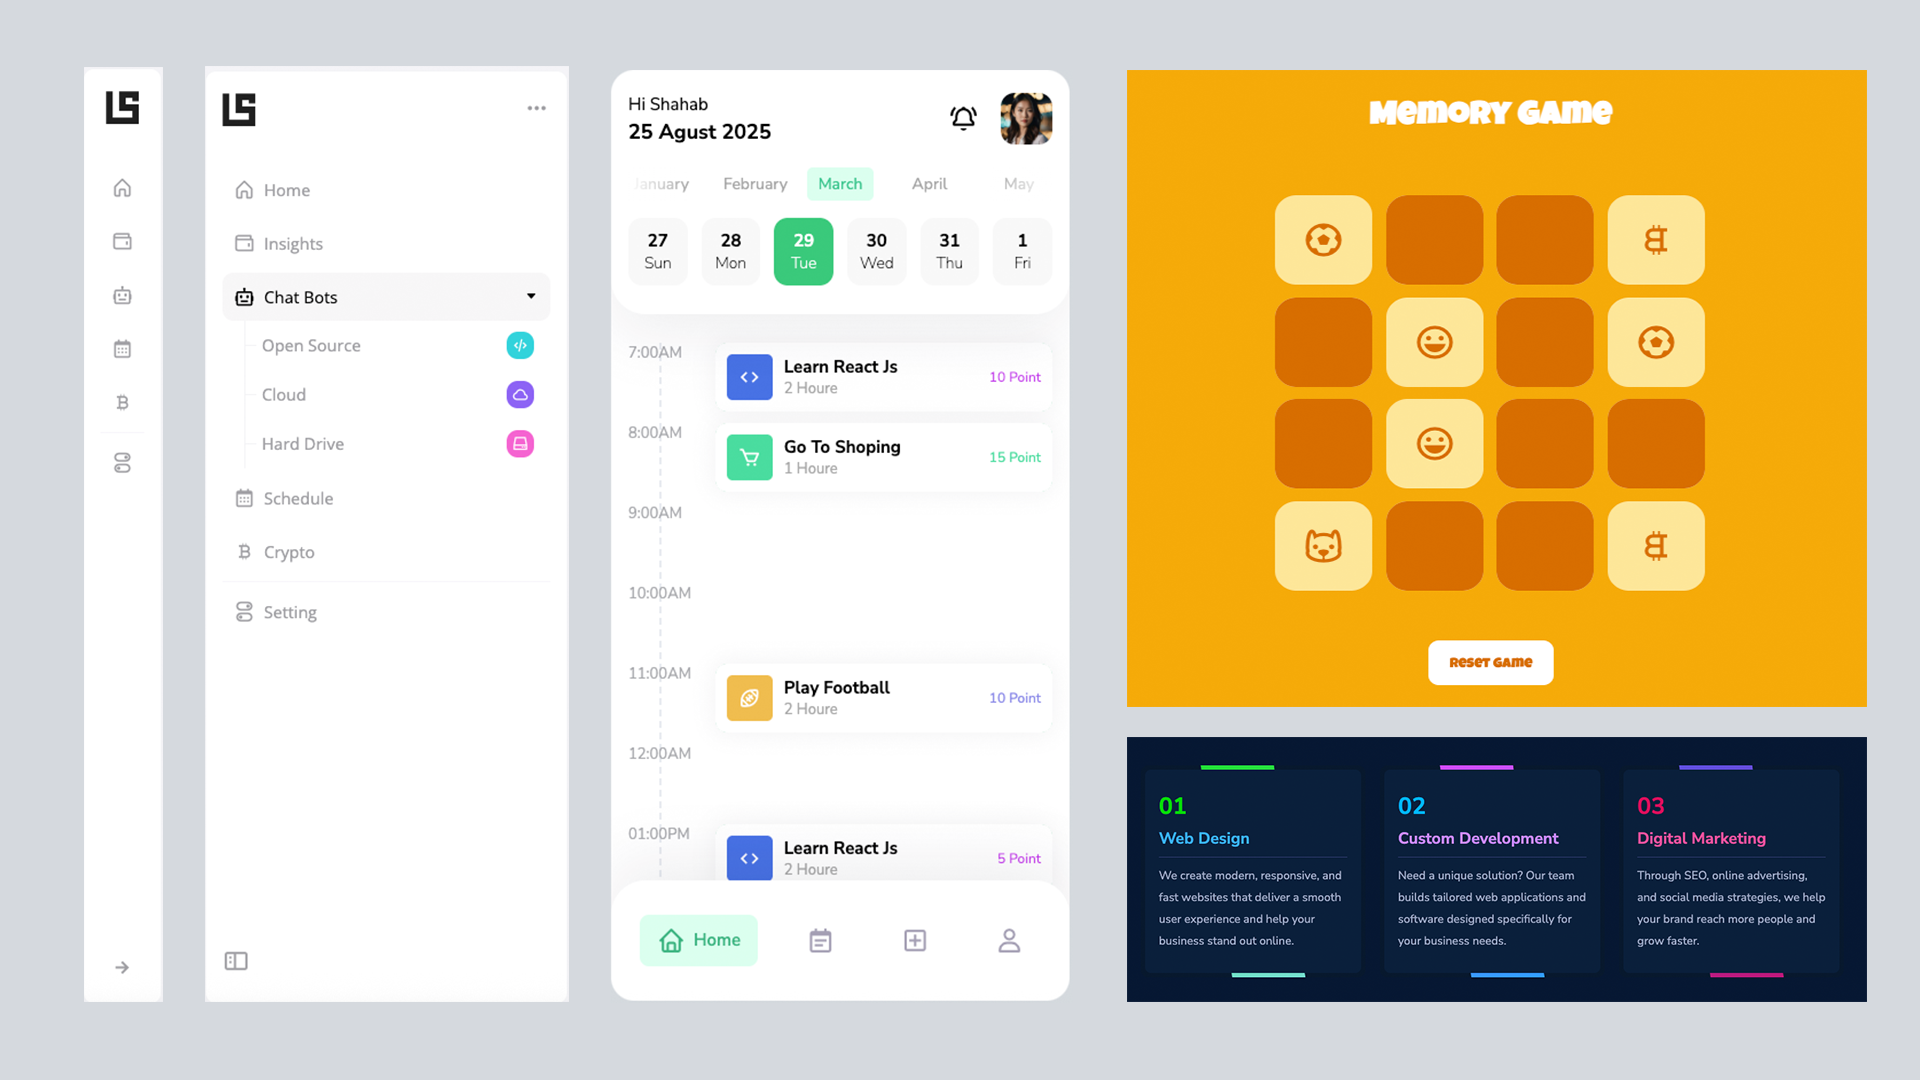 LS
LS
Home
Insights
Chat Bots
Open Source
Cloud
Hard Drive
Schedule
Crypto
Setting
Hi Shahab
25 Agust 2025
January February March April May
27 28 29 30 31 1
Sun Mon Tue Wed Thu Fri
7:00AM
Learn React Js
2 Houre
10 Point
8:00AM
Go To Shoping
1 Houre
15 Point
9:00AM
10:00AM
11:00AM
Play Football
2 Houre
10 Point
12:00AM
01:00PM
Learn React Js
2 Houre
5 Point
Home
Memory Game
Reset Game
01
Web Design
We create modern, responsive, and
fast websites that deliver a smooth
user experience and help your
business stand out online.
02
Custom Development
Need a unique solution? Our team
builds tailored web applications and
software designed specifically for
your business needs.
03
Digital Marketing
Through SEO, online advertising,
and social media strategies, we help
your brand reach more people and
grow faster.